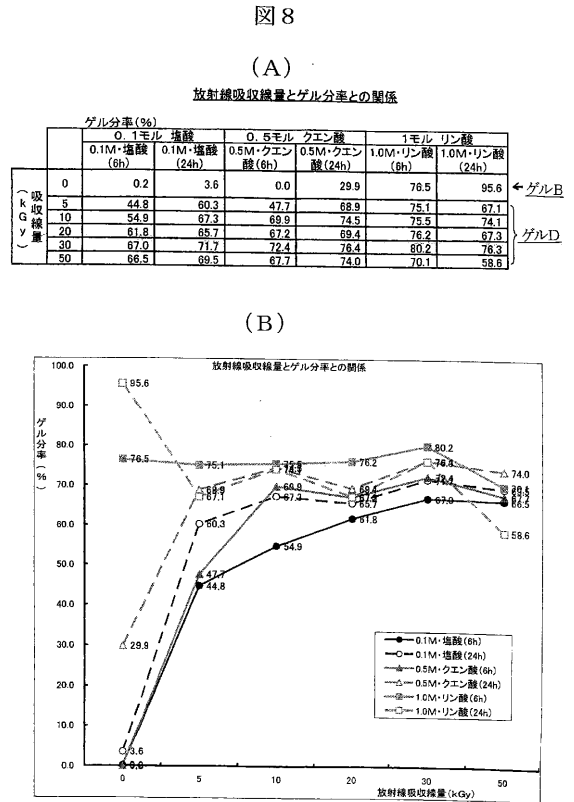 図8
(A)
放射線吸収線量とゲル分率との関係
ゲル分率(%)
0.1モル 塩酸 0.5モル クエン酸 1モル リン酸
0.1M・塩酸(6h) 0.1M・塩酸(24h) 0.5M・クエン酸(6h) 0.5M・クエン酸(24h) 1.0M・リン酸(6h) 1.0M・リン酸(24h)
吸収線量(kGy)
0 0.2 3.6 0.0 29.9 76.5 95.6 ←ゲルB
5 44.8 60.3 47.7 68.9 75.1 67.1
10 54.9 67.3 69.9 74.5 75.5 74.1
20 61.8 65.7 67.2 69.4 76.2 67.3
30 67.0 71.7 72.4 76.4 80.2 76.3
50 66.5 69.5 67.7 74.0 70.1 58.6
ゲルD
(B)
放射線吸収線量とゲル分率との関係
ゲル分率(%)
100.0
90.0
80.0
70.0
60.0
50.0
40.0
30.0
20.0
10.0
0.0
95.6
76.5
29.9
3.6
75.1
67.1
60.3
47.7
44.8
69.9
67.3
54.9
76.2
65.7
61.8
80.2
72.4
67.0
74.0
66.5
58.6
0.1M・塩酸(6h)
0.1M・塩酸(24h)
0.5M・クエン酸(6h)
0.5M・クエン酸(24h)
1.0M・リン酸(6h)
1.0M・リン酸(24h)
0 5 10 20 30 50
放射線吸収線量(kGy)